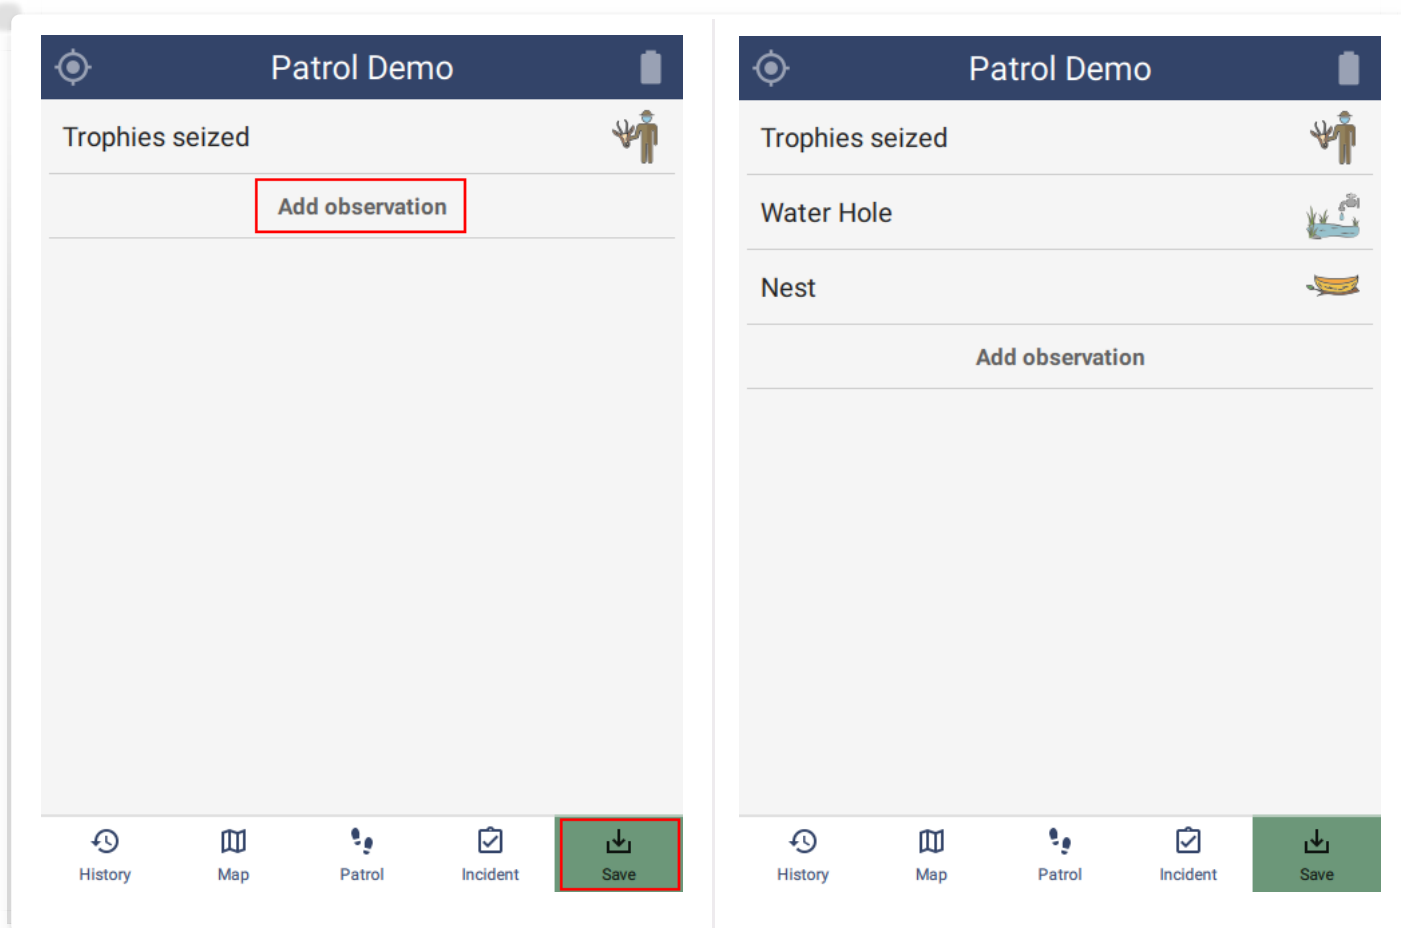 Patrol Demo
Trophies seized
Add observation
History
Map
Patrol
Incident
Save
Patrol Demo
Trophies seized
Water Hole
Nest
Add observation
History
Map
Patrol
Incident
Save